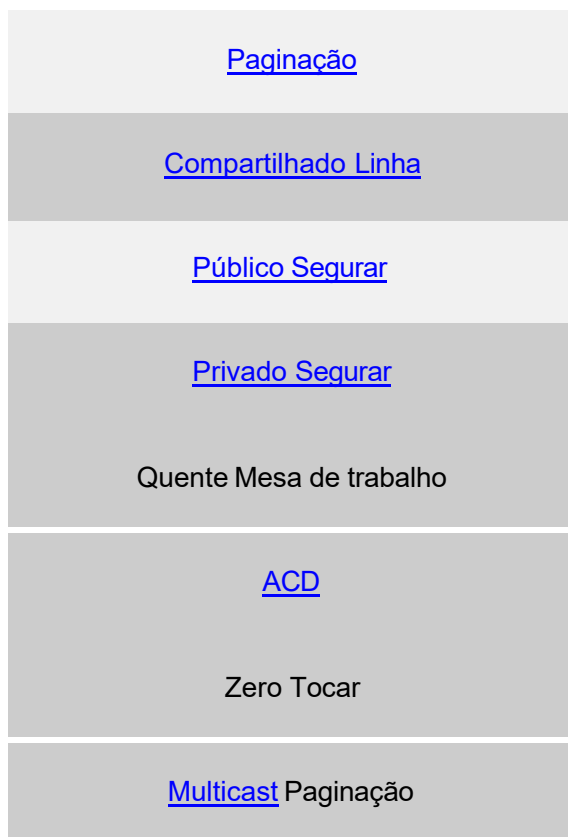 Paginação
Compartilhado Linha
Público Segurar
Privado Segurar
Quente Mesa de trabalho
ACD
Zero Tocar
Multicast Paginação